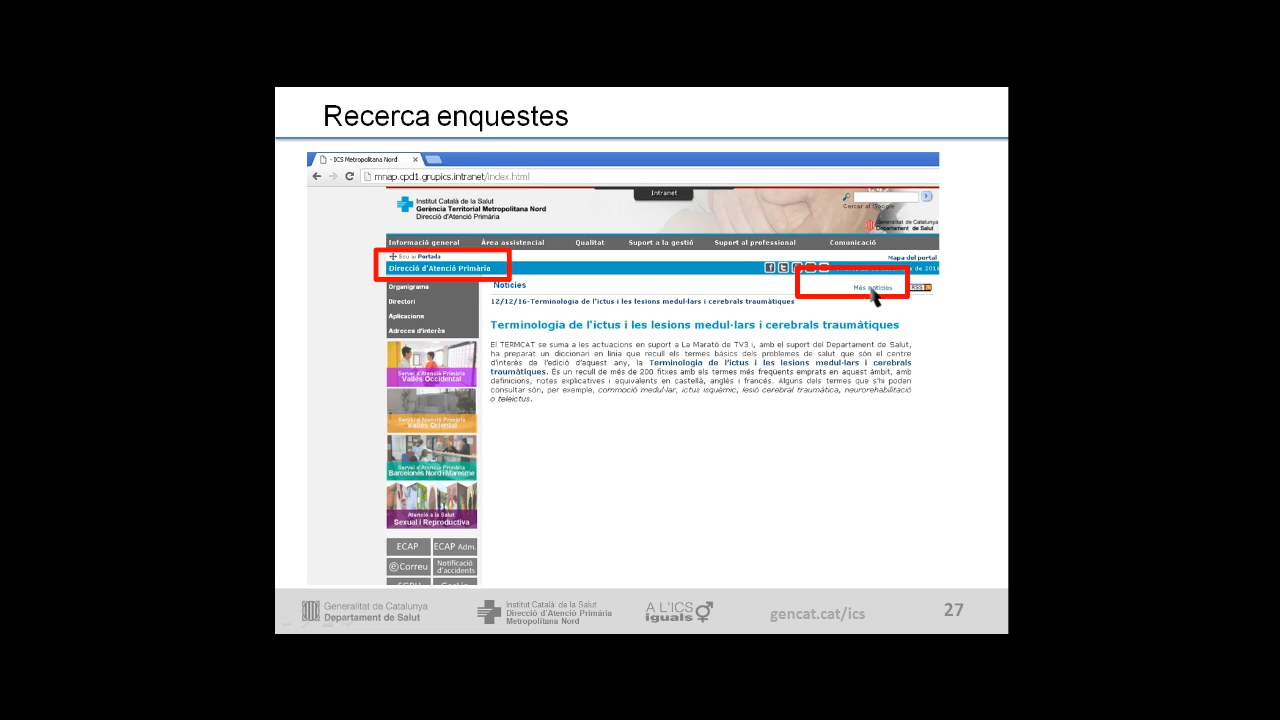 Recerca enquestes
- ICS Metropolitana Nord
mnap.cpd1.grupics.intranet/index.html
Intranet
Institut Català de la Salut
Gerència Territorial Metropolitana Nord
Direcció d'Atenció Primària
Cercar al Google
Generalitat de Catalunya
Departament de Salut
Informació general Àrea assistencial Qualitat Suport a la gestió Suport al professional Comunicació
Sou a: Portada
Mapa del portal
Direcció d'Atenció Primària
Organigrama
Directori
Aplicacions
Adreces d'interès
Notícies
Més notícies
RSS
12/12/16-Terminologia de l'ictus i les lesions medul·lars i cerebrals traumàtiques
Terminologia de l'ictus i les lesions medul·lars i cerebrals traumàtiques
El TERMCAT se suma a les actuacions en suport a La Marató de TV3 i, amb el suport del Departament de Salut,
ha preparat un diccionari en línia que recull els termes bàsics dels problemes de salut que són el centre
d'interès de l'edició d'aquest any, la Terminologia de l'ictus i les lesions medul·lars i cerebrals
traumàtiques. És un recull de més de 200 fitxes amb els termes més freqüents emprats en aquest àmbit, amb
definicions, notes explicatives i equivalents en castellà, anglès i francès. Alguns dels termes que s'hi poden
consultar són, per exemple, commoció medul·lar, ictus isquèmic, lesió cerebral traumàtica, neurorehabilitació
o teleictus.
Servei d'Atenció Primària
Vallès Occidental
Servei d'Atenció Primària
Vallès Oriental
Servei d'Atenció Primària
Barcelonès Nord i Maresme
Atenció a la Salut
Sexual i Reproductiva
ECAP ECAP Adm.
@Correu Notificació d'accidents
Generalitat de Catalunya
Departament de Salut
Institut Català de la Salut
Direcció d'Atenció Primària
Metropolitana Nord
A L'ICS
iguals
gencat.cat/ics
27